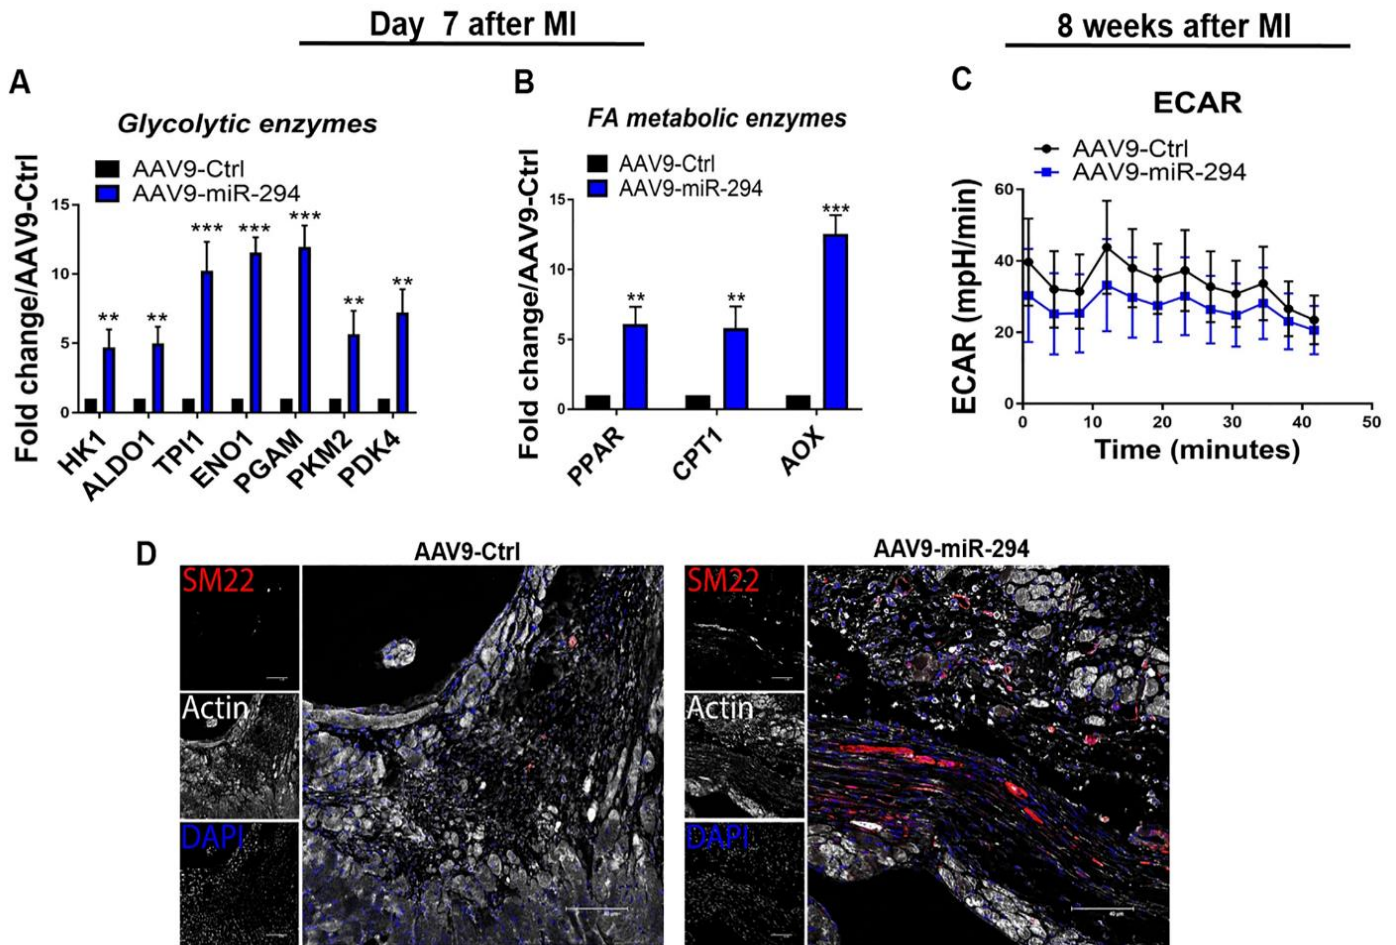 Day 7 after MI
8 weeks after MI
A
Glycolytic enzymes
AAV9-Ctrl
AAV9-miR-294
Fold change/AAV9-Ctrl
15
10
5
0
**
**
***
***
***
**
**
HK1
ALDO1
TPI1
ENO1
PGAM
PKM2
PDK4
B
FA metabolic enzymes
AAV9-Ctrl
AAV9-miR-294
Fold change/AAV9-Ctrl
15
10
5
0
**
**
***
PPAR
CPT1
AOX
C
ECAR
AAV9-Ctrl
AAV9-miR-294
ECAR (mpH/min)
60
40
20
0
0 10 20 30 40 50
Time (minutes)
D
AAV9-Ctrl
SM22
Actin
DAPI
AAV9-miR-294
SM22
Actin
DAPI
40 µm